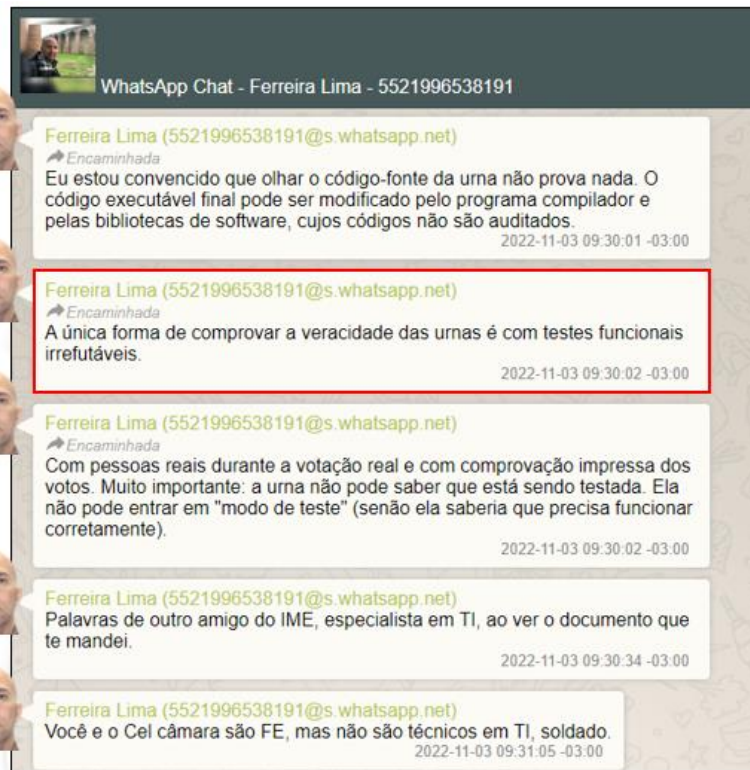 WhatsApp Chat - Ferreira Lima - 5521996538191
Ferreira Lima (5521996538191@s.whatsapp.net)
Encaminhada
Eu estou convencido que olhar o código-fonte da urna não prova nada. O
código executável final pode ser modificado pelo programa compilador e
pelas bibliotecas de software, cujos códigos não são auditados.
2022-11-03 09:30:01 -03:00
Ferreira Lima (5521996538191@s.whatsapp.net)
Encaminhada
A única forma de comprovar a veracidade das urnas é com testes funcionais
irrefutáveis.
2022-11-03 09:30:02 -03:00
Ferreira Lima (5521996538191@s.whatsapp.net)
Encaminhada
Com pessoas reais durante a votação real e com comprovação impressa dos
votos. Muito importante: a urna não pode saber que está sendo testada. Ela
não pode entrar em "modo de teste" (senão ela saberia que precisa funcionar
corretamente).
2022-11-03 09:30:02 -03:00
Ferreira Lima (5521996538191@s.whatsapp.net)
Palavras de outro amigo do IME, especialista em TI, ao ver o documento que
te mandei.
2022-11-03 09:30:34 -03:00
Ferreira Lima (5521996538191@s.whatsapp.net)
Você e o Cel câmara são FE, mas não são técnicos em TI, soldado.
2022-11-03 09:31:05 -03:00